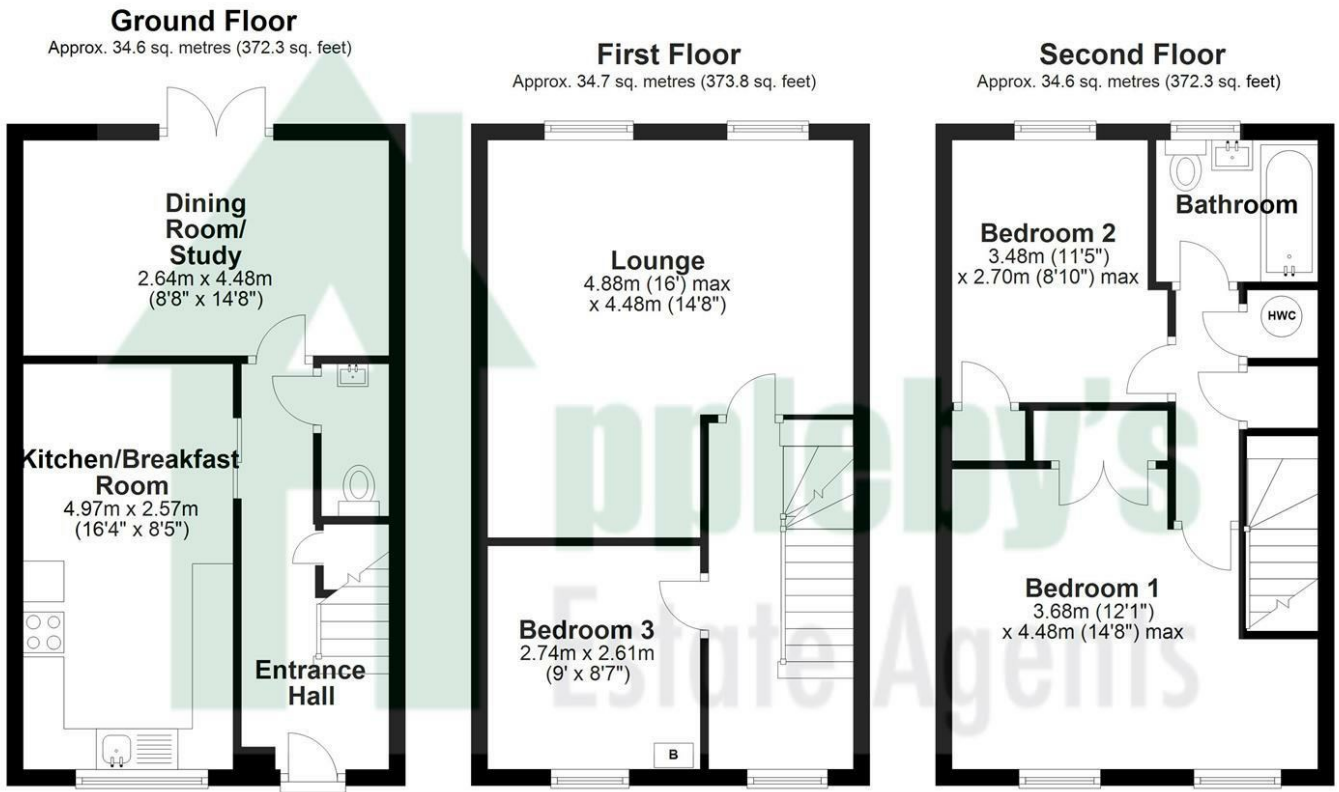 Ground Floor
Approx. 34.6 sq. metres (372.3 sq. feet)
Dining
Room/
Study
2.64m x 4.48m
(8'8" x 14'8")
Kitchen/Breakfast
Room
4.97m x 2.57m
(16'4" x 8'5")
Entrance
Hall
First Floor
Approx. 34.7 sq. metres (373.8 sq. feet)
Lounge
4.88m (16') max
x 4.48m (14'8")
Bedroom 3
2.74m x 2.61m
(9' x 8'7")
B
Second Floor
Approx. 34.6 sq. metres (372.3 sq. feet)
Bedroom 2
3.48m (11'5")
x 2.70m (8'10") max
Bathroom
HWC
Bedroom 1
3.68m (12'1")
x 4.48m (14'8") max
ppleby's
Estate Agents